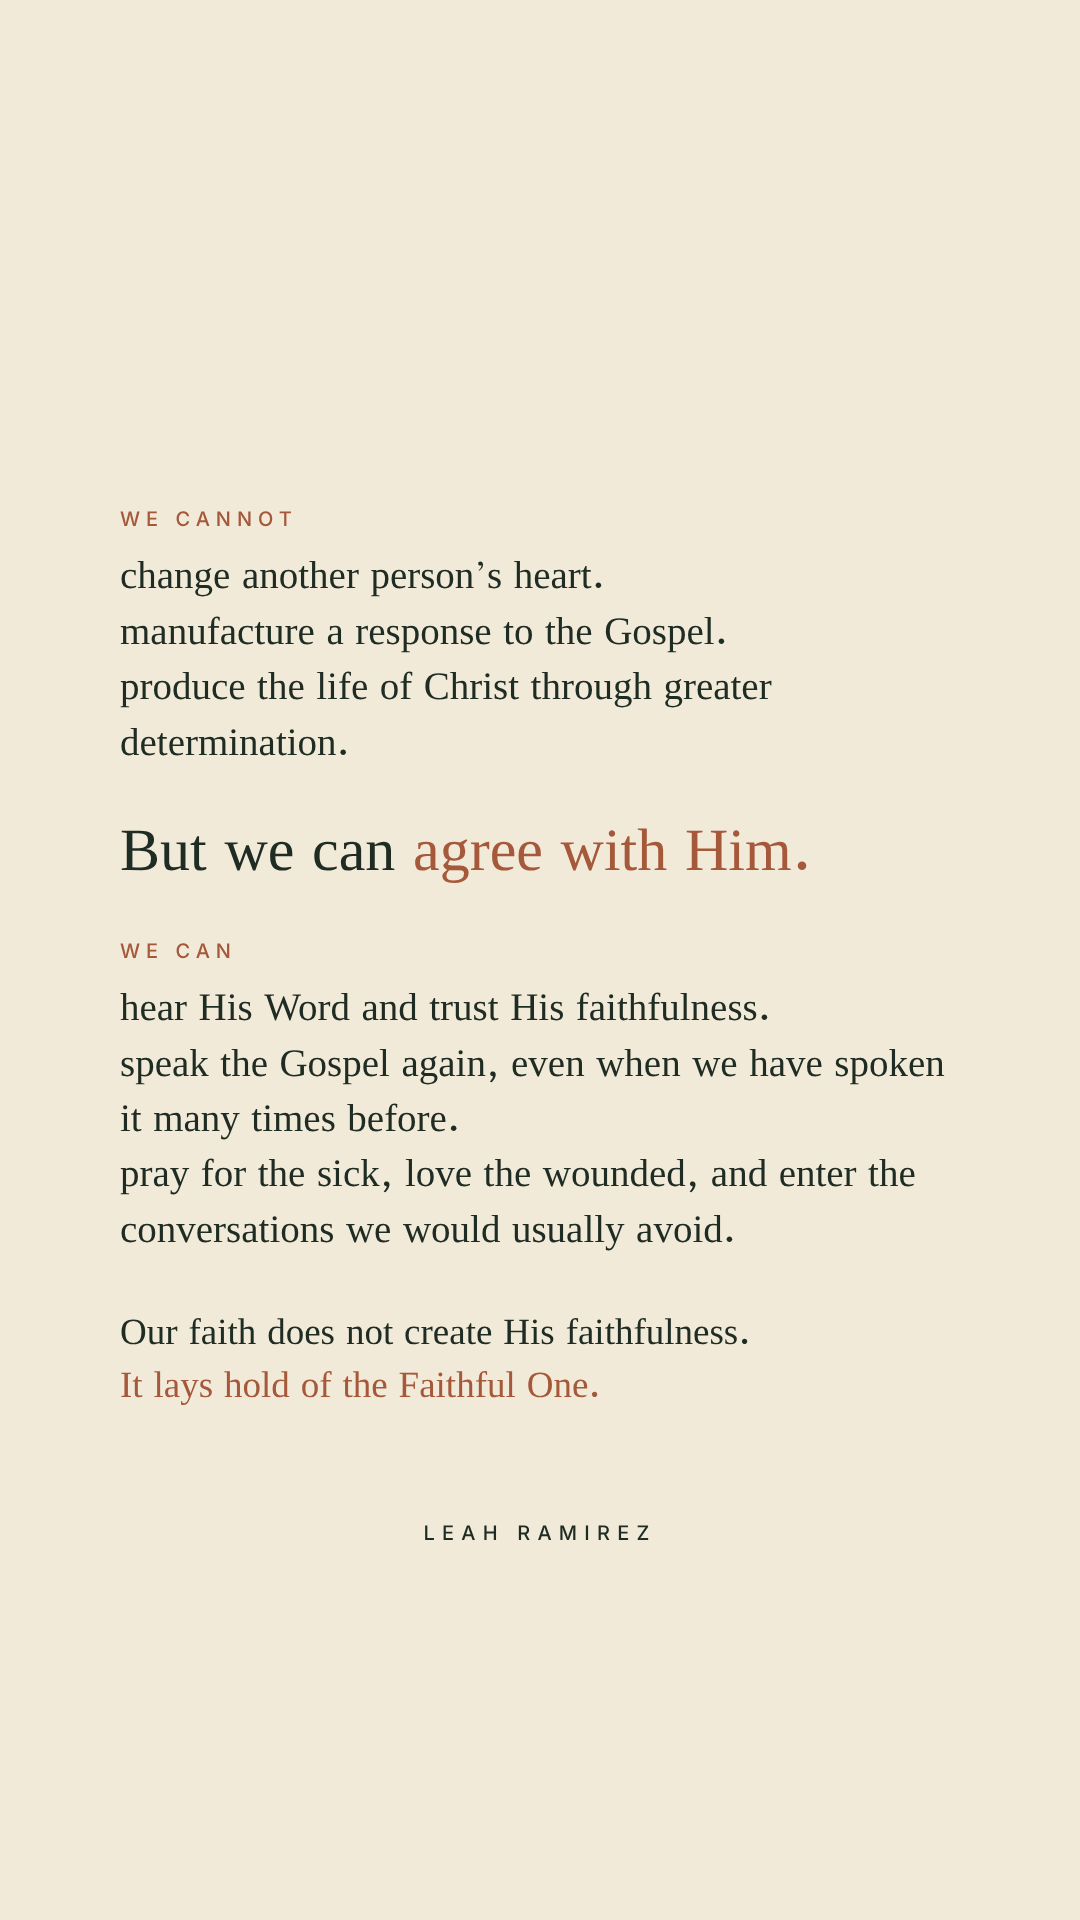 WE CANNOT
change another person’s heart.
manufacture a response to the Gospel.
produce the life of Christ through greater
determination.
But we can agree with Him.
WE CAN
hear His Word and trust His faithfulness.
speak the Gospel again, even when we have spoken
it many times before.
pray for the sick, love the wounded, and enter the
conversations we would usually avoid.
Our faith does not create His faithfulness.
It lays hold of the Faithful One.
LEAH RAMIREZ